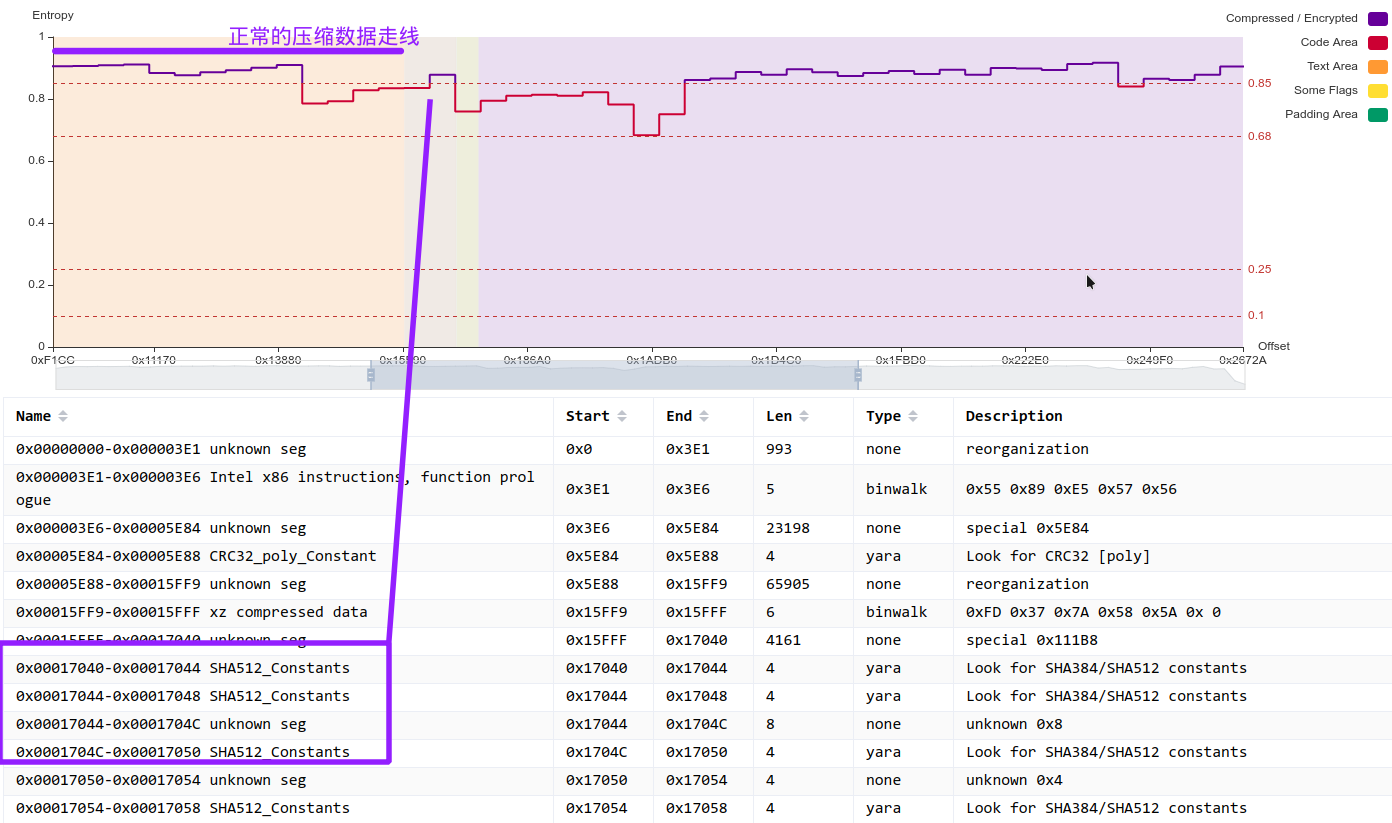 Entropy
正常的压缩数据走线
Compressed / Encrypted
Code Area
Text Area
Some Flags
Padding Area
1
0.8
0.6
0.4
0.2
0
0.85
0.68
0.25
0.1
0xF1CC 0x11170 0x13880 0x186A0 0x1ADB0 0x1D4C0 0x1FBD0 0x222E0 0x249F0 0x2672A
Offset
Name Start End Len Type Description
0x00000000-0x000003E1 unknown seg 0x0 0x3E1 993 none reorganization
0x000003E1-0x000003E6 Intel x86 instructions, function prol
ogue 0x3E1 0x3E6 5 binwalk 0x55 0x89 0xE5 0x57 0x56
0x000003E6-0x00005E84 unknown seg 0x3E6 0x5E84 23198 none special 0x5E84
0x00005E84-0x00005E88 CRC32_poly_Constant 0x5E84 0x5E88 4 yara Look for CRC32 [poly]
0x00005E88-0x00015FF9 unknown seg 0x5E88 0x15FF9 65905 none reorganization
0x00015FF9-0x00015FFF xz compressed data 0x15FF9 0x15FFF 6 binwalk 0xFD 0x37 0x7A 0x58 0x5A 0x 0
0x00015FFF-0x00017040 unknown seg 0x15FFF 0x17040 4161 none special 0x111B8
0x00017040-0x00017044 SHA512_Constants 0x17040 0x17044 4 yara Look for SHA384/SHA512 constants
0x00017044-0x00017048 SHA512_Constants 0x17044 0x17048 4 yara Look for SHA384/SHA512 constants
0x00017044-0x0001704C unknown seg 0x17044 0x1704C 8 none unknown 0x8
0x0001704C-0x00017050 SHA512_Constants 0x1704C 0x17050 4 yara Look for SHA384/SHA512 constants
0x00017050-0x00017054 unknown seg 0x17050 0x17054 4 none unknown 0x4
0x00017054-0x00017058 SHA512_Constants 0x17054 0x17058 4 yara Look for SHA384/SHA512 constants